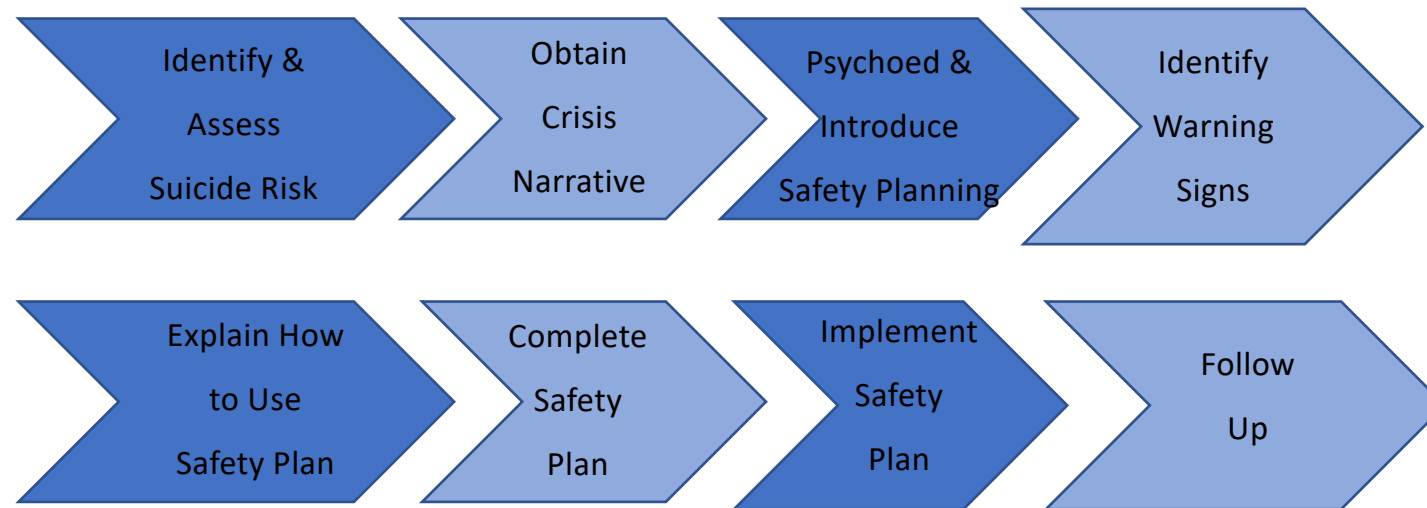 Identify &
Assess
Suicide Risk
Obtain
Crisis
Narrative
Psychoed &
Introduce
Safety Planning
Identify
Warning
Signs
Explain How
to Use
Safety Plan
Complete
Safety
Plan
Implement
Safety
Plan
Follow
Up